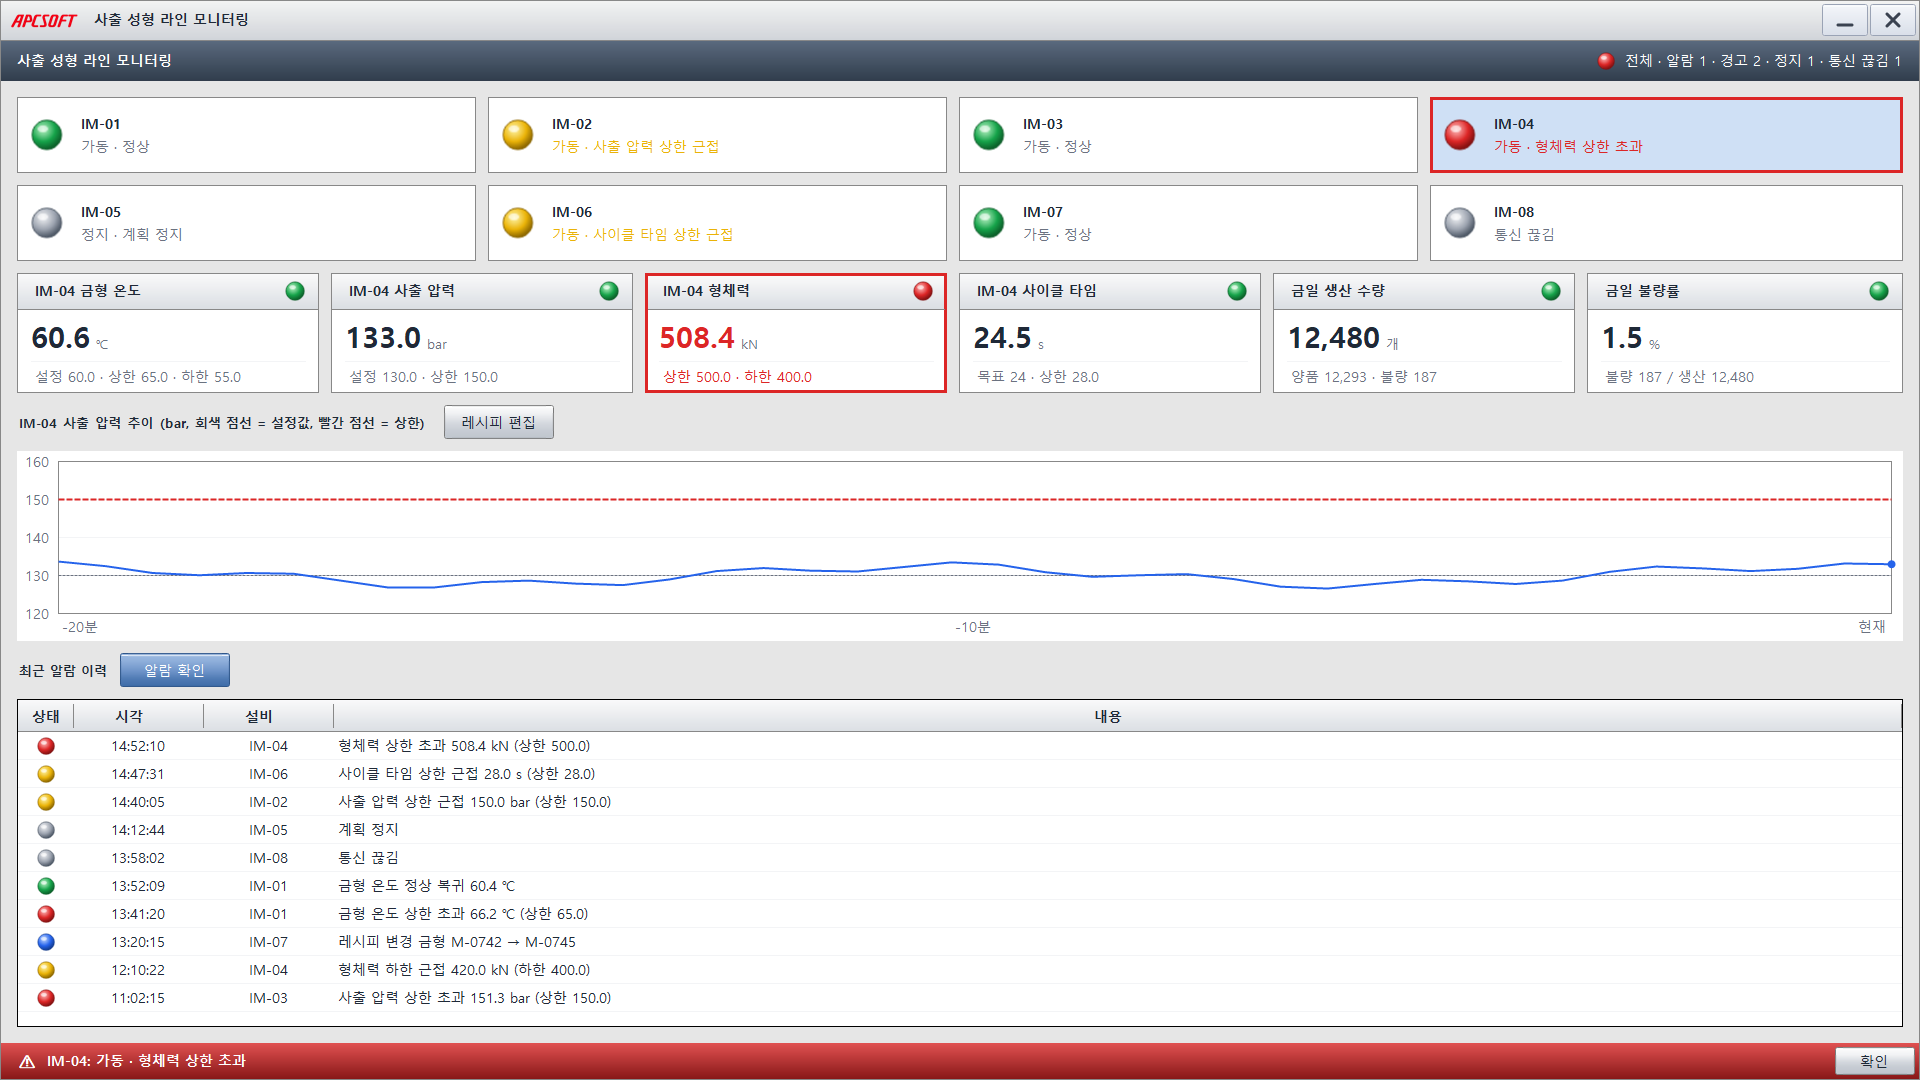 APCSOFT 사출 성형 라인 모니터링
사출 성형 라인 모니터링
전체 · 알람 1 · 경고 2 · 정지 1 · 통신 끊김 1
IM-01
가동 · 정상
IM-02
가동 · 사출 압력 상한 근접
IM-03
가동 · 정상
IM-04
가동 · 형체력 상한 초과
IM-05
정지 · 계획 정지
IM-06
가동 · 사이클 타임 상한 근접
IM-07
가동 · 정상
IM-08
통신 끊김
IM-04 금형 온도
60.6 ℃
설정 60.0 · 상한 65.0 · 하한 55.0
IM-04 사출 압력
133.0 bar
설정 130.0 · 상한 150.0
IM-04 형체력
508.4 kN
상한 500.0 · 하한 400.0
IM-04 사이클 타임
24.5 s
목표 24 · 상한 28.0
금일 생산 수량
12,480 개
양품 12,293 · 불량 187
금일 불량률
1.5 %
불량 187 / 생산 12,480
IM-04 사출 압력 추이 (bar, 회색 점선 = 설정값, 빨간 점선 = 상한)
레시피 편집
160
150
140
130
120
-20분
-10분
현재
최근 알람 이력
알람 확인
상태 시각 설비 내용
14:52:10 IM-04 형체력 상한 초과 508.4 kN (상한 500.0)
14:47:31 IM-06 사이클 타임 상한 근접 28.0 s (상한 28.0)
14:40:05 IM-02 사출 압력 상한 근접 150.0 bar (상한 150.0)
14:12:44 IM-05 계획 정지
13:58:02 IM-08 통신 끊김
13:52:09 IM-01 금형 온도 정상 복귀 60.4 ℃
13:41:20 IM-01 금형 온도 상한 초과 66.2 ℃ (상한 65.0)
13:20:15 IM-07 레시피 변경 금형 M-0742 → M-0745
12:10:22 IM-04 형체력 하한 근접 420.0 kN (하한 400.0)
11:02:15 IM-03 사출 압력 상한 초과 151.3 bar (상한 150.0)
IM-04: 가동 · 형체력 상한 초과
확인